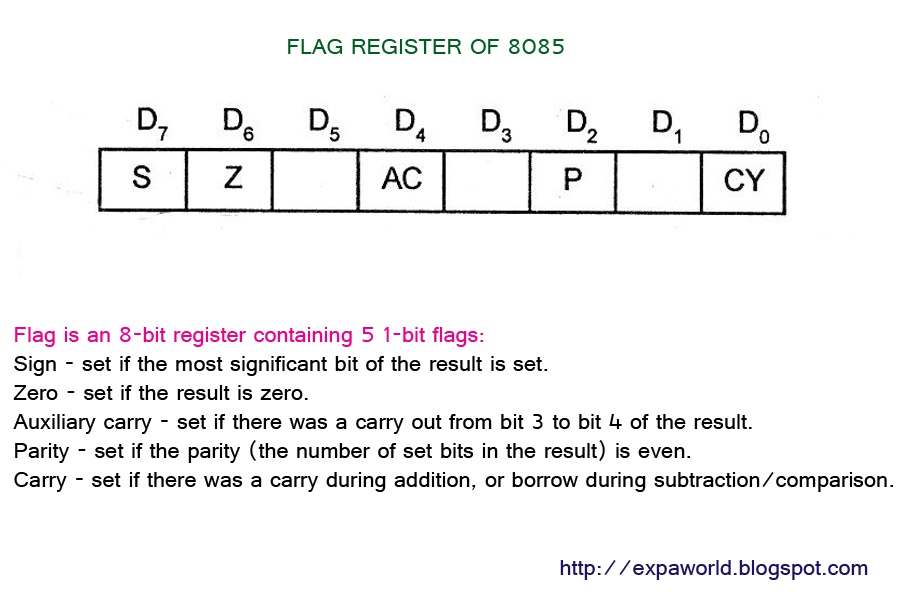 FLAG REGISTER OF 8085
D7 D6 D5 D4 D3 D2 D1 D0
S Z AC P CY
Flag is an 8-bit register containing 5 1-bit flags:
Sign - set if the most significant bit of the result is set.
Zero - set if the result is zero.
Auxiliary carry - set if there was a carry out from bit 3 to bit 4 of the result.
Parity - set if the parity (the number of set bits in the result) is even.
Carry - set if there was a carry during addition, or borrow during subtraction/comparison.
http://expaworld.blogspot.com